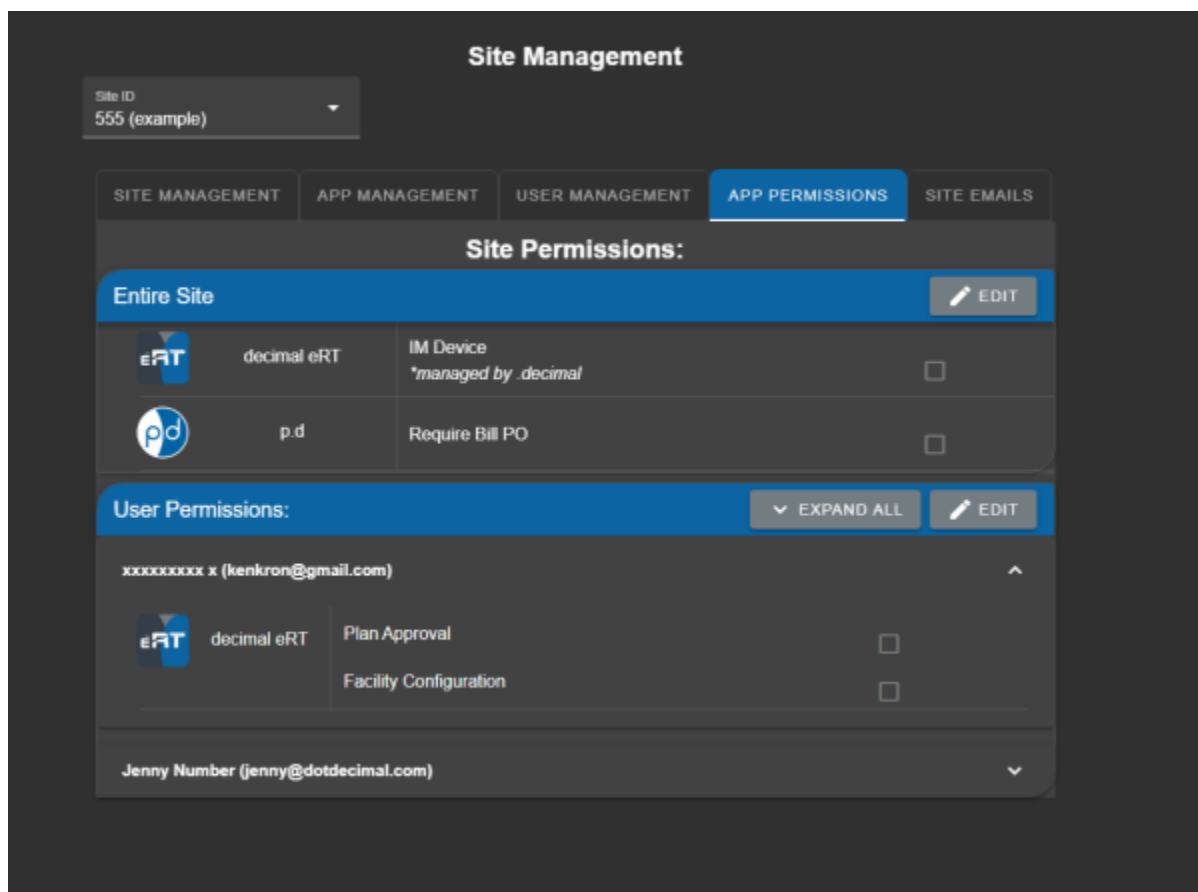 Site Management
Site ID
555 (example)
SITE MANAGEMENT APP MANAGEMENT USER MANAGEMENT APP PERMISSIONS SITE EMAILS
Site Permissions:
Entire Site EDIT
eRT decimal eRT IM Device
*managed by .decimal
pd p.d Require Bill PO
User Permissions: EXPAND ALL EDIT
xxxxxxxxx x (kenkron@gmail.com)
eRT decimal eRT Plan Approval
Facility Configuration
Jenny Number (jenny@dotdecimal.com)